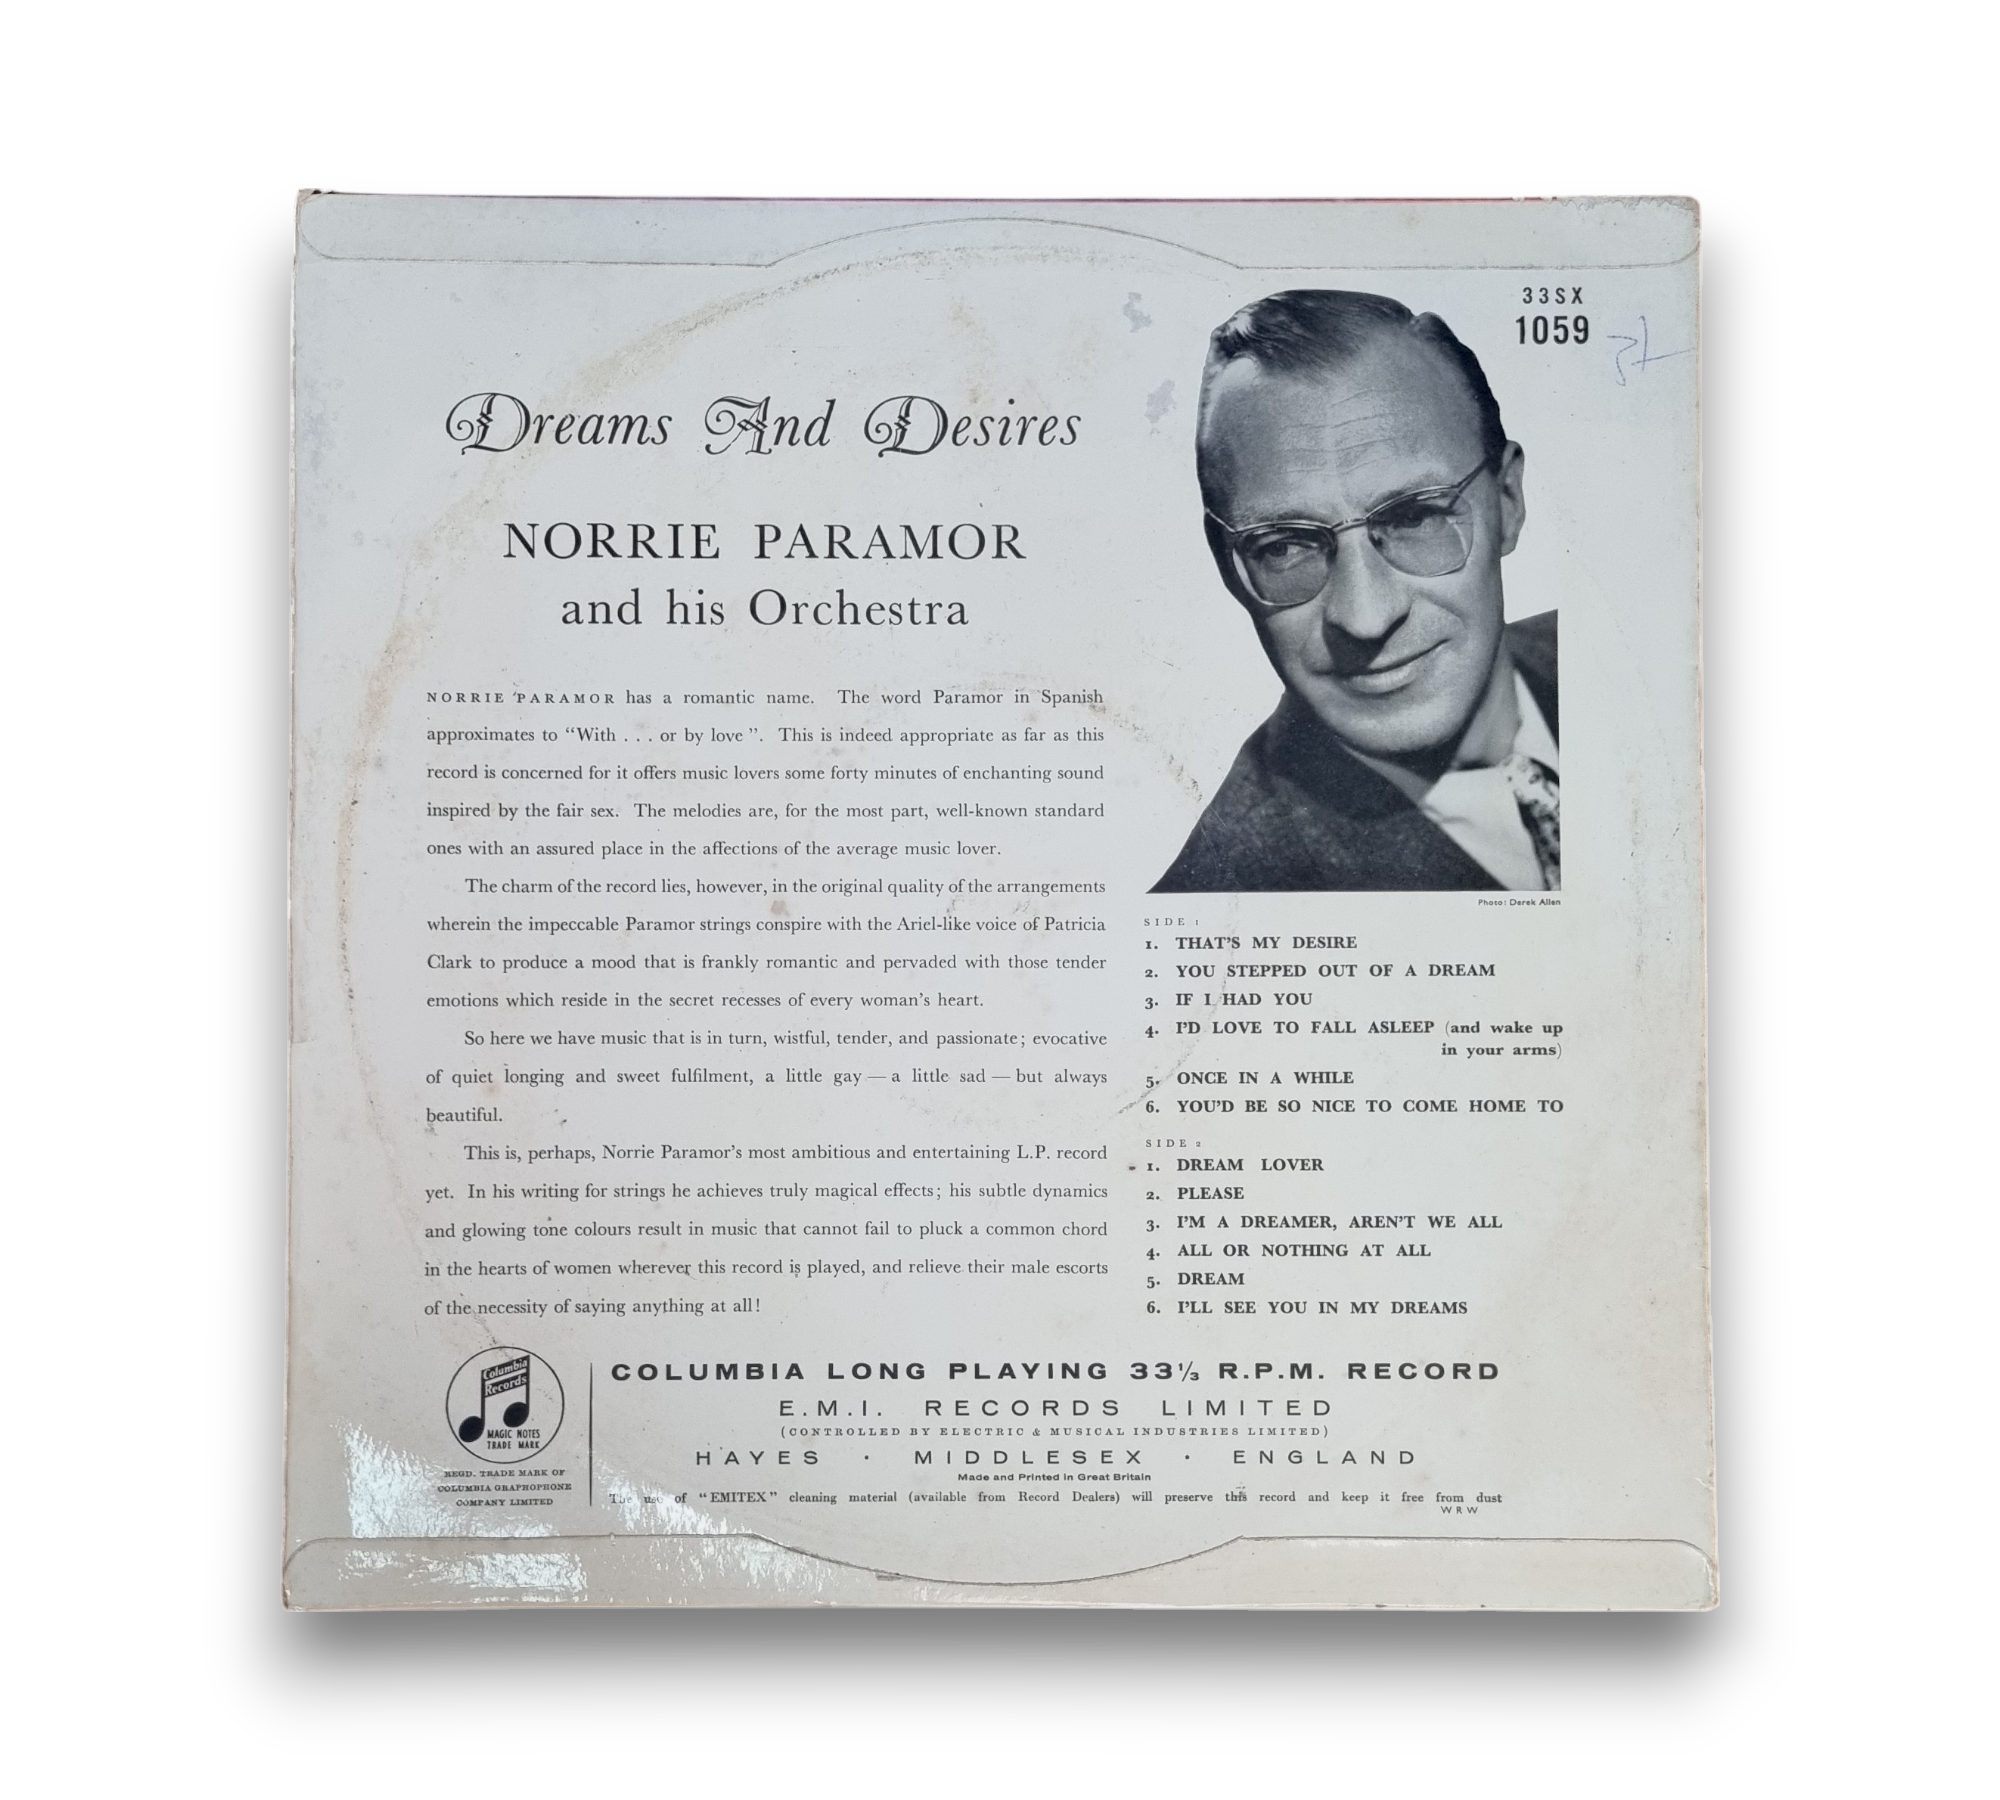 33SX
1059
Dreams And Desires
NORRIE PARAMOR
and his Orchestra
NORRIE PARAMOR has a romantic name. The word Paramor in Spanish
approximates to “With . . . or by love ”. This is indeed appropriate as far as this
record is concerned for it offers music lovers some forty minutes of enchanting sound
inspired by the fair sex. The melodies are, for the most part, well-known standard
ones with an assured place in the affections of the average music lover.
The charm of the record lies, however, in the original quality of the arrangements
wherein the impeccable Paramor strings conspire with the Ariel-like voice of Patricia
Clark to produce a mood that is frankly romantic and pervaded with those tender
emotions which reside in the secret recesses of every woman’s heart.
So here we have music that is in turn, wistful, tender, and passionate; evocative
of quiet longing and sweet fulfilment, a little gay — a little sad — but always
beautiful.
This is, perhaps, Norrie Paramor’s most ambitious and entertaining L.P. record
yet. In his writing for strings he achieves truly magical effects; his subtle dynamics
and glowing tone colours result in music that cannot fail to pluck a common chord
in the hearts of women wherever this record is played, and relieve their male escorts
of the necessity of saying anything at all!
Photo: Derek Allen
SIDE 1
1. THAT’S MY DESIRE
2. YOU STEPPED OUT OF A DREAM
3. IF I HAD YOU
4. I’D LOVE TO FALL ASLEEP (and wake up
in your arms)
5. ONCE IN A WHILE
6. YOU’D BE SO NICE TO COME HOME TO
SIDE 2
1. DREAM LOVER
2. PLEASE
3. I’M A DREAMER, AREN’T WE ALL
4. ALL OR NOTHING AT ALL
5. DREAM
6. I’LL SEE YOU IN MY DREAMS
Columbia
Records
MAGIC NOTES
TRADE MARK
REGD. TRADE MARK OF
COLUMBIA GRAPHOPHONE
COMPANY LIMITED
COLUMBIA LONG PLAYING 33⅓ R.P.M. RECORD
E.M.I. RECORDS LIMITED
(CONTROLLED BY ELECTRIC & MUSICAL INDUSTRIES LIMITED)
HAYES · MIDDLESEX · ENGLAND
Made and Printed in Great Britain
The use of “EMITEX” cleaning material (available from Record Dealers) will preserve this record and keep it free from dust
WRW